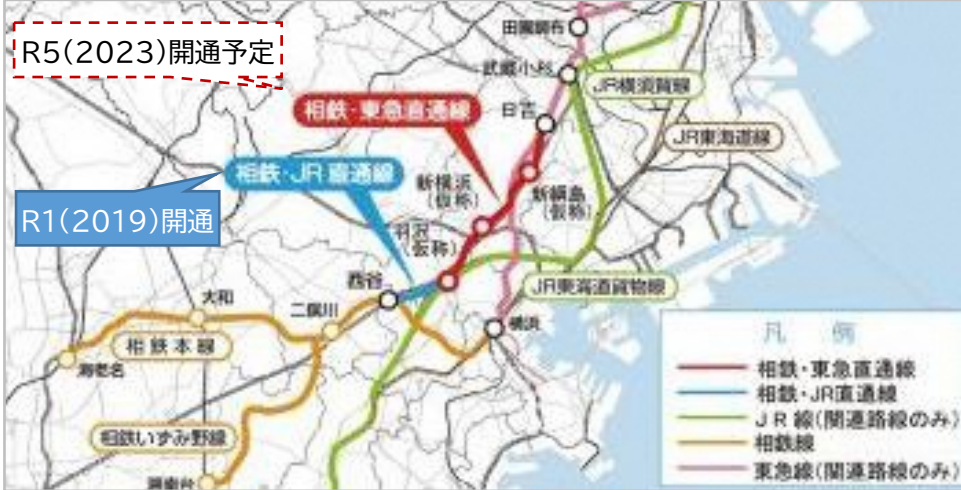 R5(2023)開通予定
田園調布
武蔵小杉
JR横須賀線
相鉄・東急直通線
日吉
JR東海道線
相鉄・JR直通線
新横浜
(仮称)
新綱島
(仮称)
R1(2019)開通
羽沢
(仮称)
西谷
JR東海道貨物線
大和
二俣川
横浜
相鉄本線
海老名
相鉄いずみ野線
湘南台
凡 例
相鉄・東急直通線
相鉄・JR直通線
JR線(関連路線のみ)
相鉄線
東急線(関連路線のみ)